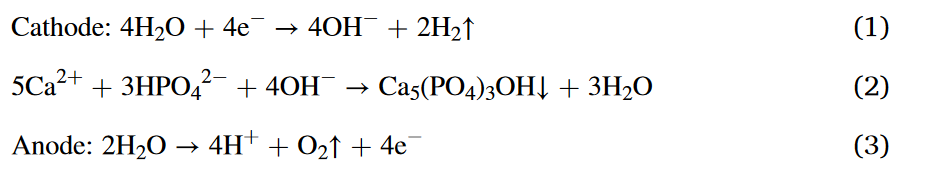 Cathode: 4H₂O + 4e⁻ → 4OH⁻ + 2H₂↑ (1)
5Ca²⁺ + 3HPO₄²⁻ + 4OH⁻ → Ca₅(PO₄)₃OH↓ + 3H₂O (2)
Anode: 2H₂O → 4H⁺ + O₂↑ + 4e⁻ (3)